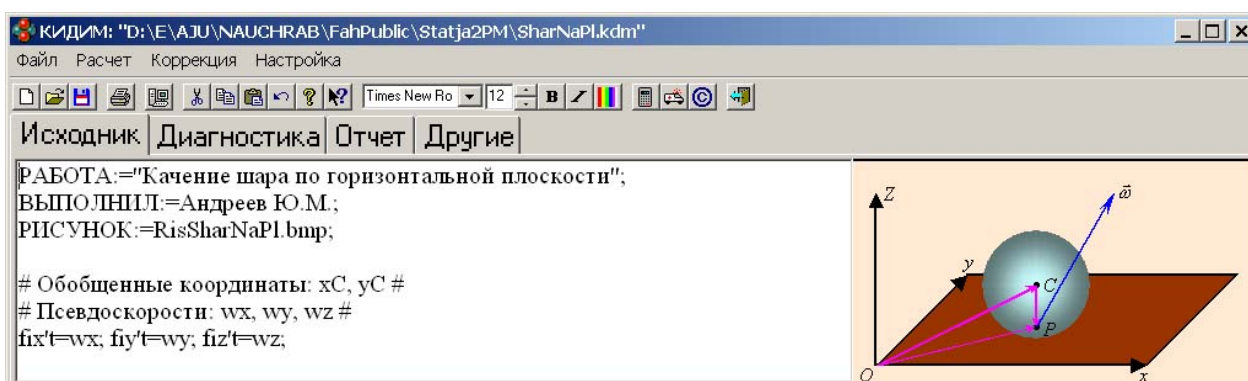 КИДИМ: "D:\E\AJU\NAUCHRAB\FahPublic\Statja2PM\SharNaPl.kdm"
Файл Расчет Коррекция Настройка
Times New Ro 12 B
Исходник Диагностика Отчет Другие
РАБОТА:="Качение шара по горизонтальной плоскости";
ВЫПОЛНИЛ:=Андреев Ю.М.;
РИСУНОК:=RisSharNaPl.bmp;
# Обобщенные координаты: xC, yC #
# Псевдоскорости: wx, wy, wz #
fix't=wx; fiy't=wy; fiz't=wz;
Z
ω⃗
y
C
P
O
x